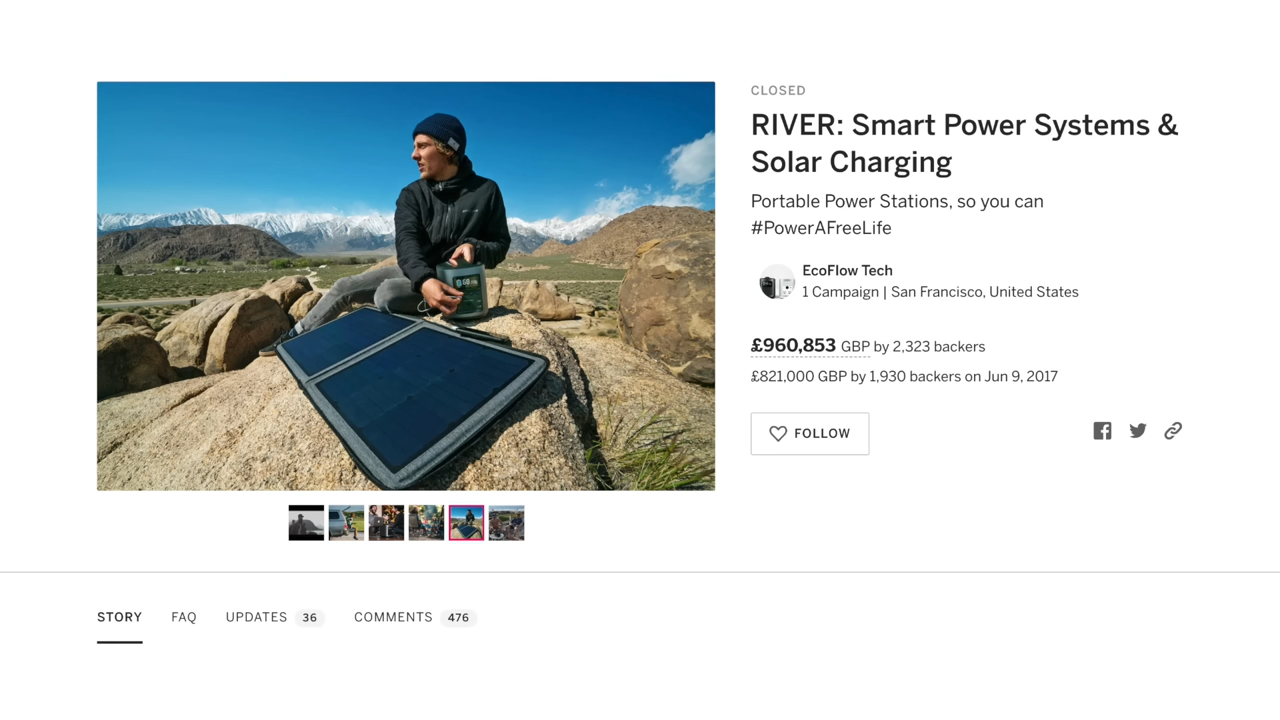 CLOSED
RIVER: Smart Power Systems &
Solar Charging
Portable Power Stations, so you can
#PowerAFreeLife
EcoFlow Tech
1 Campaign | San Francisco, United States
£960,853 GBP by 2,323 backers
£821,000 GBP by 1,930 backers on Jun 9, 2017
FOLLOW
STORY FAQ UPDATES 36 COMMENTS 476